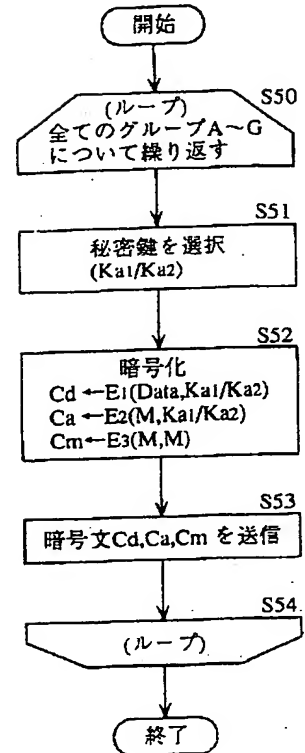 開始
S50
(ループ)
全てのグループA〜G
について繰り返す
S51
秘密鍵を選択
(Ka1/Ka2)
S52
暗号化
Cd ←E1(Data,Ka1/Ka2)
Ca ←E2(M,Ka1/Ka2)
Cm←E3(M,M)
S53
暗号文Cd,Ca,Cm を送信
S54
(ループ)
終了